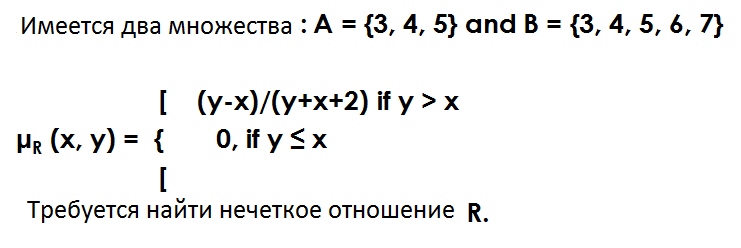 Имеется два множества : A = {3, 4, 5} and B = {3, 4, 5, 6, 7}
[ (y-x)/(y+x+2) if y > x
μR (x, y) = { 0, if y ≤ x
[
Требуется найти нечеткое отношение R.